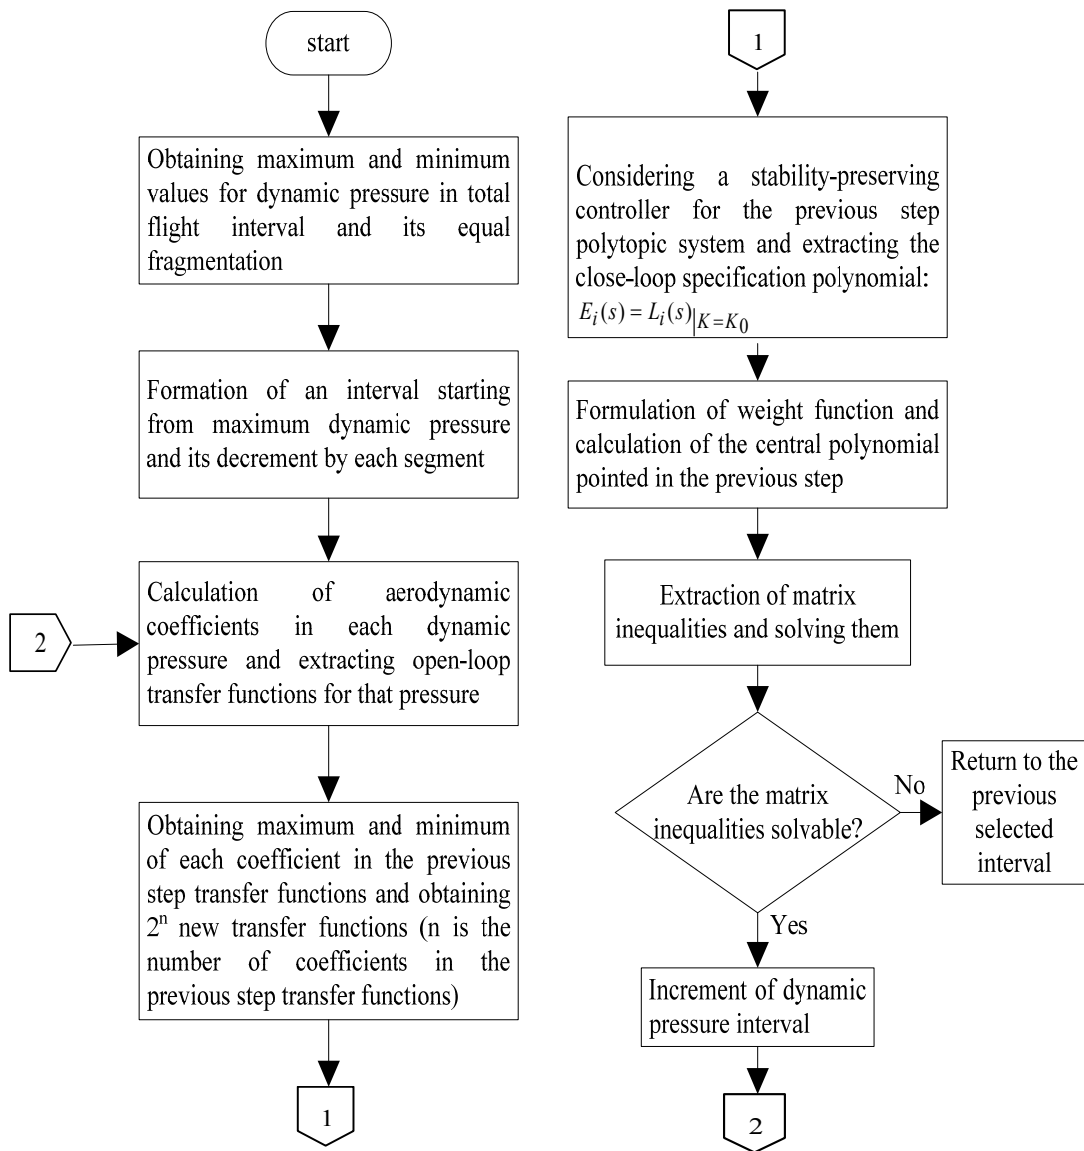 start
Obtaining maximum and minimum
values for dynamic pressure in total
flight interval and its equal
fragmentation
Formation of an interval starting
from maximum dynamic pressure
and its decrement by each segment
2
Calculation of aerodynamic
coefficients in each dynamic
pressure and extracting open-loop
transfer functions for that pressure
Obtaining maximum and minimum
of each coefficient in the previous
step transfer functions and obtaining
2ⁿ new transfer functions (n is the
number of coefficients in the
previous step transfer functions)
1
1
Considering a stability-preserving
controller for the previous step
polytopic system and extracting the
close-loop specification polynomial:
E_i(s) = L_i(s)|K=K_0
Formulation of weight function and
calculation of the central polynomial
pointed in the previous step
Extraction of matrix
inequalities and solving them
Are the matrix
inequalities solvable?
No
Return to the
previous
selected
interval
Yes
Increment of dynamic
pressure interval
2